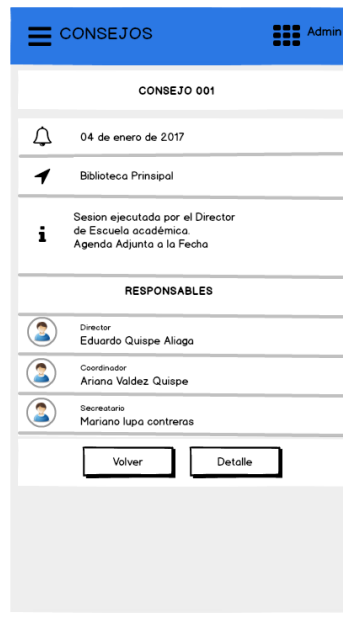 CONSEJOS
Admin
CONSEJO 001
04 de enero de 2017
Biblioteca Prinsipal
Sesion ejecutada por el Director
de Escuela académica.
Agenda Adjunta a la Fecha
RESPONSABLES
Director
Eduardo Quispe Aliaga
Coordinador
Ariana Valdez Quispe
Secreatario
Mariano lupa contreras
Volver
Detalle